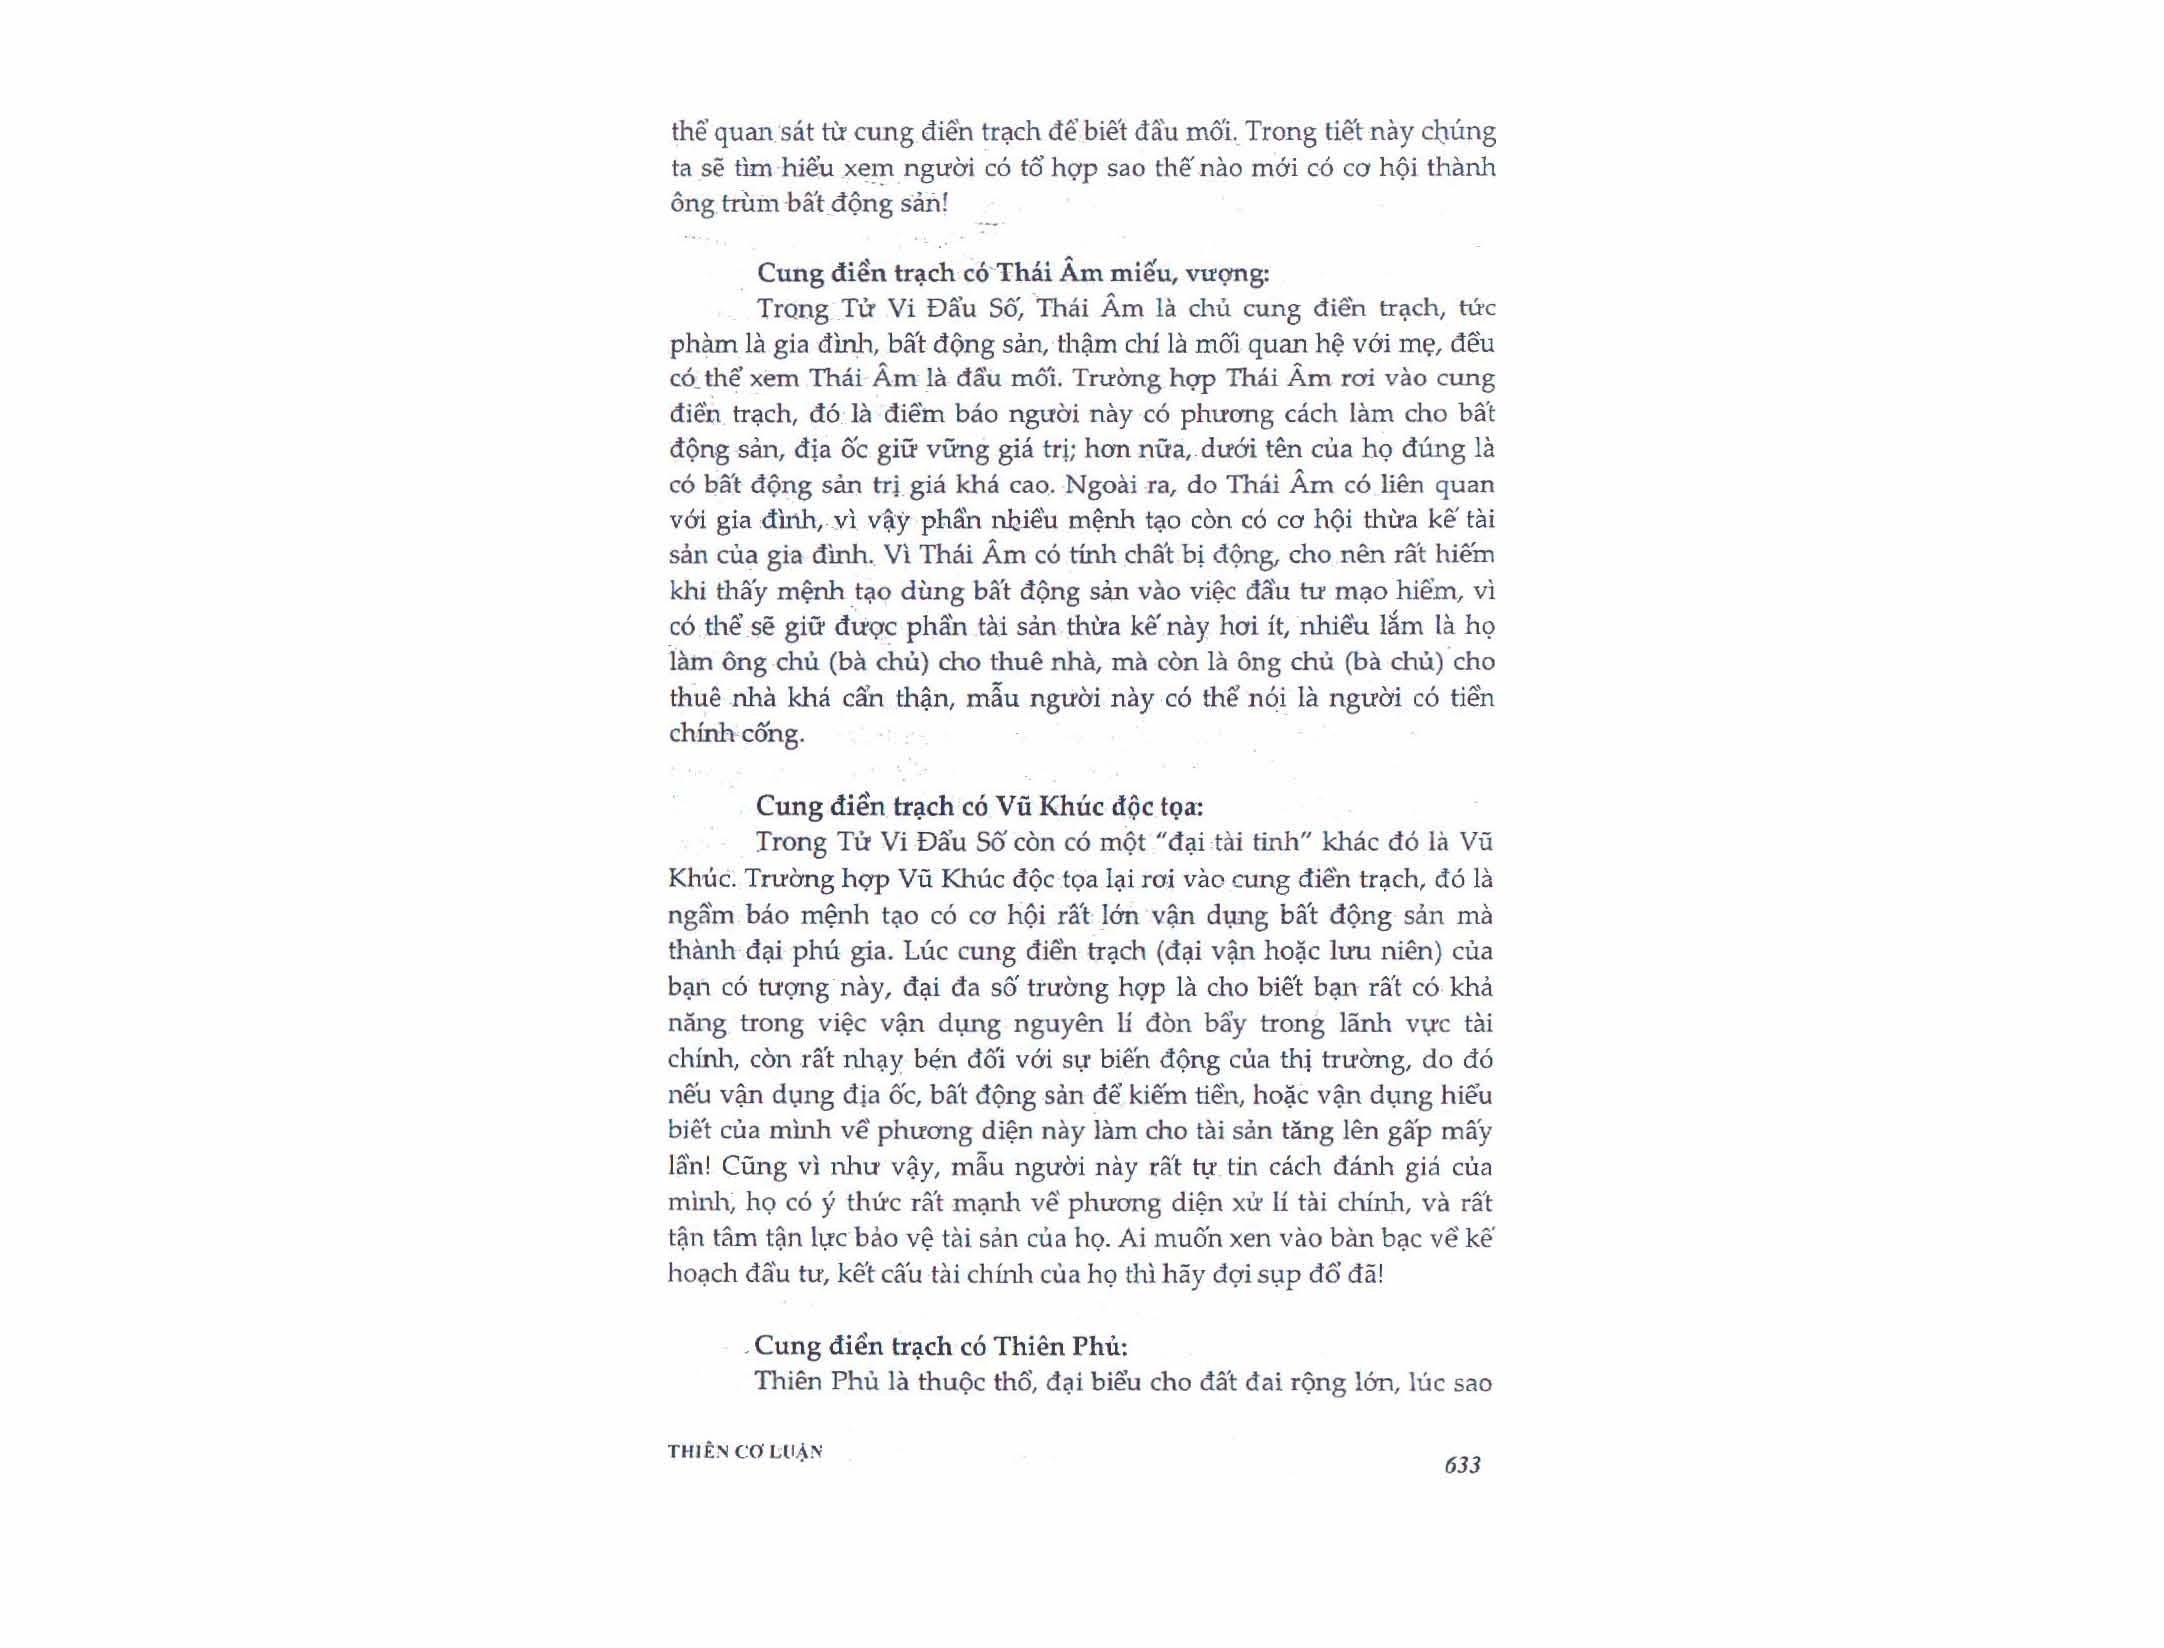 thể quan sát từ cung điền trạch để biết đầu mối. Trong tiết này chúng
ta sẽ tìm hiểu xem người có tổ hợp sao thế nào mới có cơ hội thành
ông trùm bất động sản!
Cung điền trạch có Thái Âm miếu, vượng:
Trong Tử Vi Đẩu Số, Thái Âm là chủ cung điền trạch, tức
phàm là gia đình, bất động sản, thậm chí là mối quan hệ với mẹ, đều
có thể xem Thái Âm là đầu mối. Trường hợp Thái Âm rơi vào cung
điền trạch, đó là điềm báo người này có phương cách làm cho bất
động sản, địa ốc giữ vững giá trị; hơn nữa, dưới tên của họ đúng là
có bất động sản trị giá khá cao. Ngoài ra, do Thái Âm có liên quan
với gia đình, vì vậy phần nhiều mệnh tạo còn có cơ hội thừa kế tài
sản của gia đình. Vì Thái Âm có tính chất bị động, cho nên rất hiếm
khi thấy mệnh tạo dùng bất động sản vào việc đầu tư mạo hiểm, vì
có thể sẽ giữ được phần tài sản thừa kế này hơi ít, nhiều lắm là họ
làm ông chủ (bà chủ) cho thuê nhà, mà còn là ông chủ (bà chủ) cho
thuê nhà khá cẩn thận, mẫu người này có thể nói là người có tiền
chính cống.
Cung điền trạch có Vũ Khúc độc tọa:
Trong Tử Vi Đẩu Số còn có một "đại tài tinh" khác đó là Vũ
Khúc. Trường hợp Vũ Khúc độc tọa lại rơi vào cung điền trạch, đó là
ngầm báo mệnh tạo có cơ hội rất lớn vận dụng bất động sản mà
thành đại phú gia. Lúc cung điền trạch (đại vận hoặc lưu niên) của
bạn có tượng này, đại đa số trường hợp là cho biết bạn rất có khả
năng trong việc vận dụng nguyên lí đòn bẩy trong lãnh vực tài
chính, còn rất nhạy bén đối với sự biến động của thị trường, do đó
nếu vận dụng địa ốc, bất động sản để kiếm tiền, hoặc vận dụng hiểu
biết của mình về phương diện này làm cho tài sản tăng lên gấp mấy
lần! Cũng vì như vậy, mẫu người này rất tự tin cách đánh giá của
mình, họ có ý thức rất mạnh về phương diện xử lí tài chính, và rất
tận tâm tận lực bảo vệ tài sản của họ. Ai muốn xen vào bàn bạc về kế
hoạch đầu tư, kết cấu tài chính của họ thì hãy đợi sụp đổ đã!
Cung điền trạch có Thiên Phủ:
Thiên Phủ là thuộc thổ, đại biểu cho đất đai rộng lớn, lúc sao
THIÊN CƠ LUẬN
633